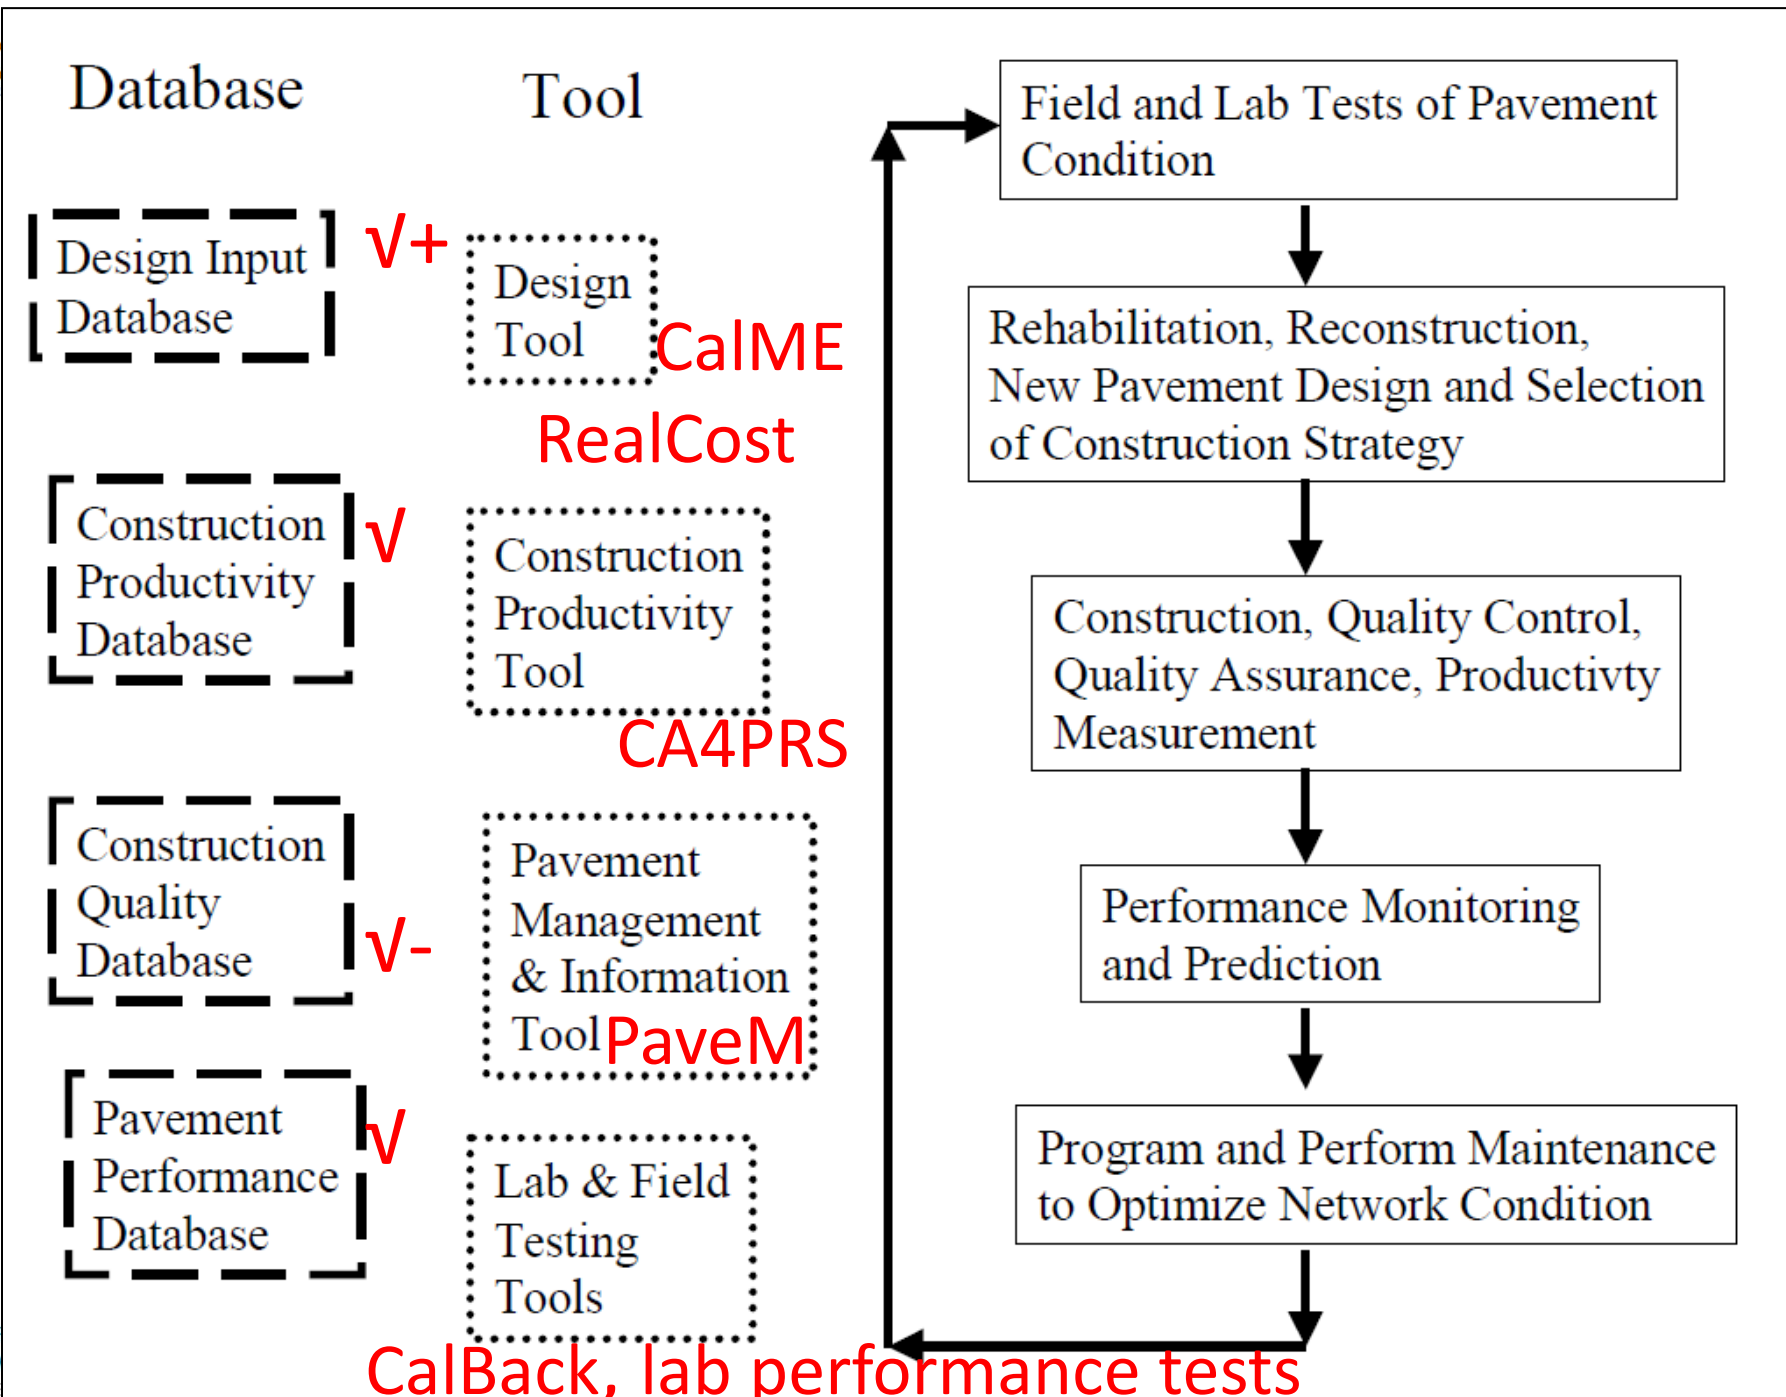 Database
Tool
Design Input
Database
√+
Design
Tool
CalME
RealCost
Construction
Productivity
Database
√
Construction
Productivity
Tool
CA4PRS
Construction
Quality
Database
√-
Pavement
Management
& Information
Tool
PaveM
Pavement
Performance
Database
√
Lab & Field
Testing
Tools
CalBack, lab performance tests
Field and Lab Tests of Pavement
Condition
Rehabilitation, Reconstruction,
New Pavement Design and Selection
of Construction Strategy
Construction, Quality Control,
Quality Assurance, Productivty
Measurement
Performance Monitoring
and Prediction
Program and Perform Maintenance
to Optimize Network Condition